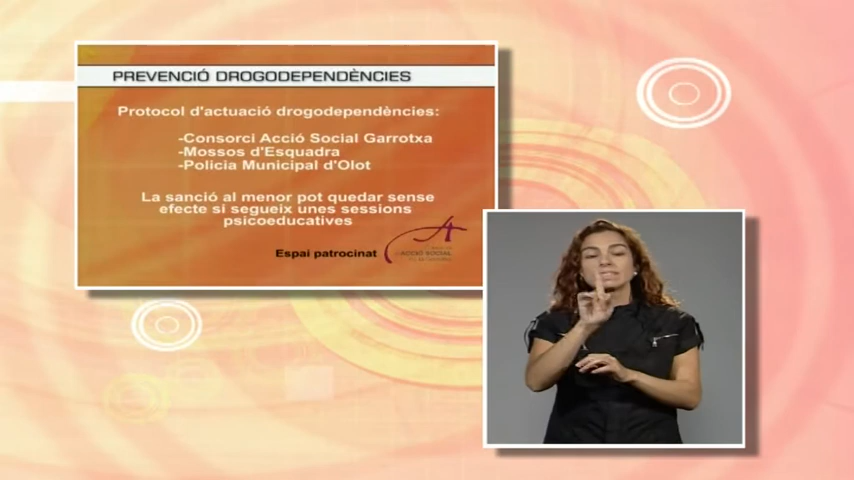 PREVENCIÓ DROGODEPENDÈNCIES
Protocol d'actuació drogodependències:
-Consorci Acció Social Garrotxa
-Mossos d'Esquadra
-Policia Municipal d'Olot
La sanció al menor pot quedar sense
efecte si segueix unes sessions
psicoeducatives
Espai patrocinat
ACCIÓ SOCIAL